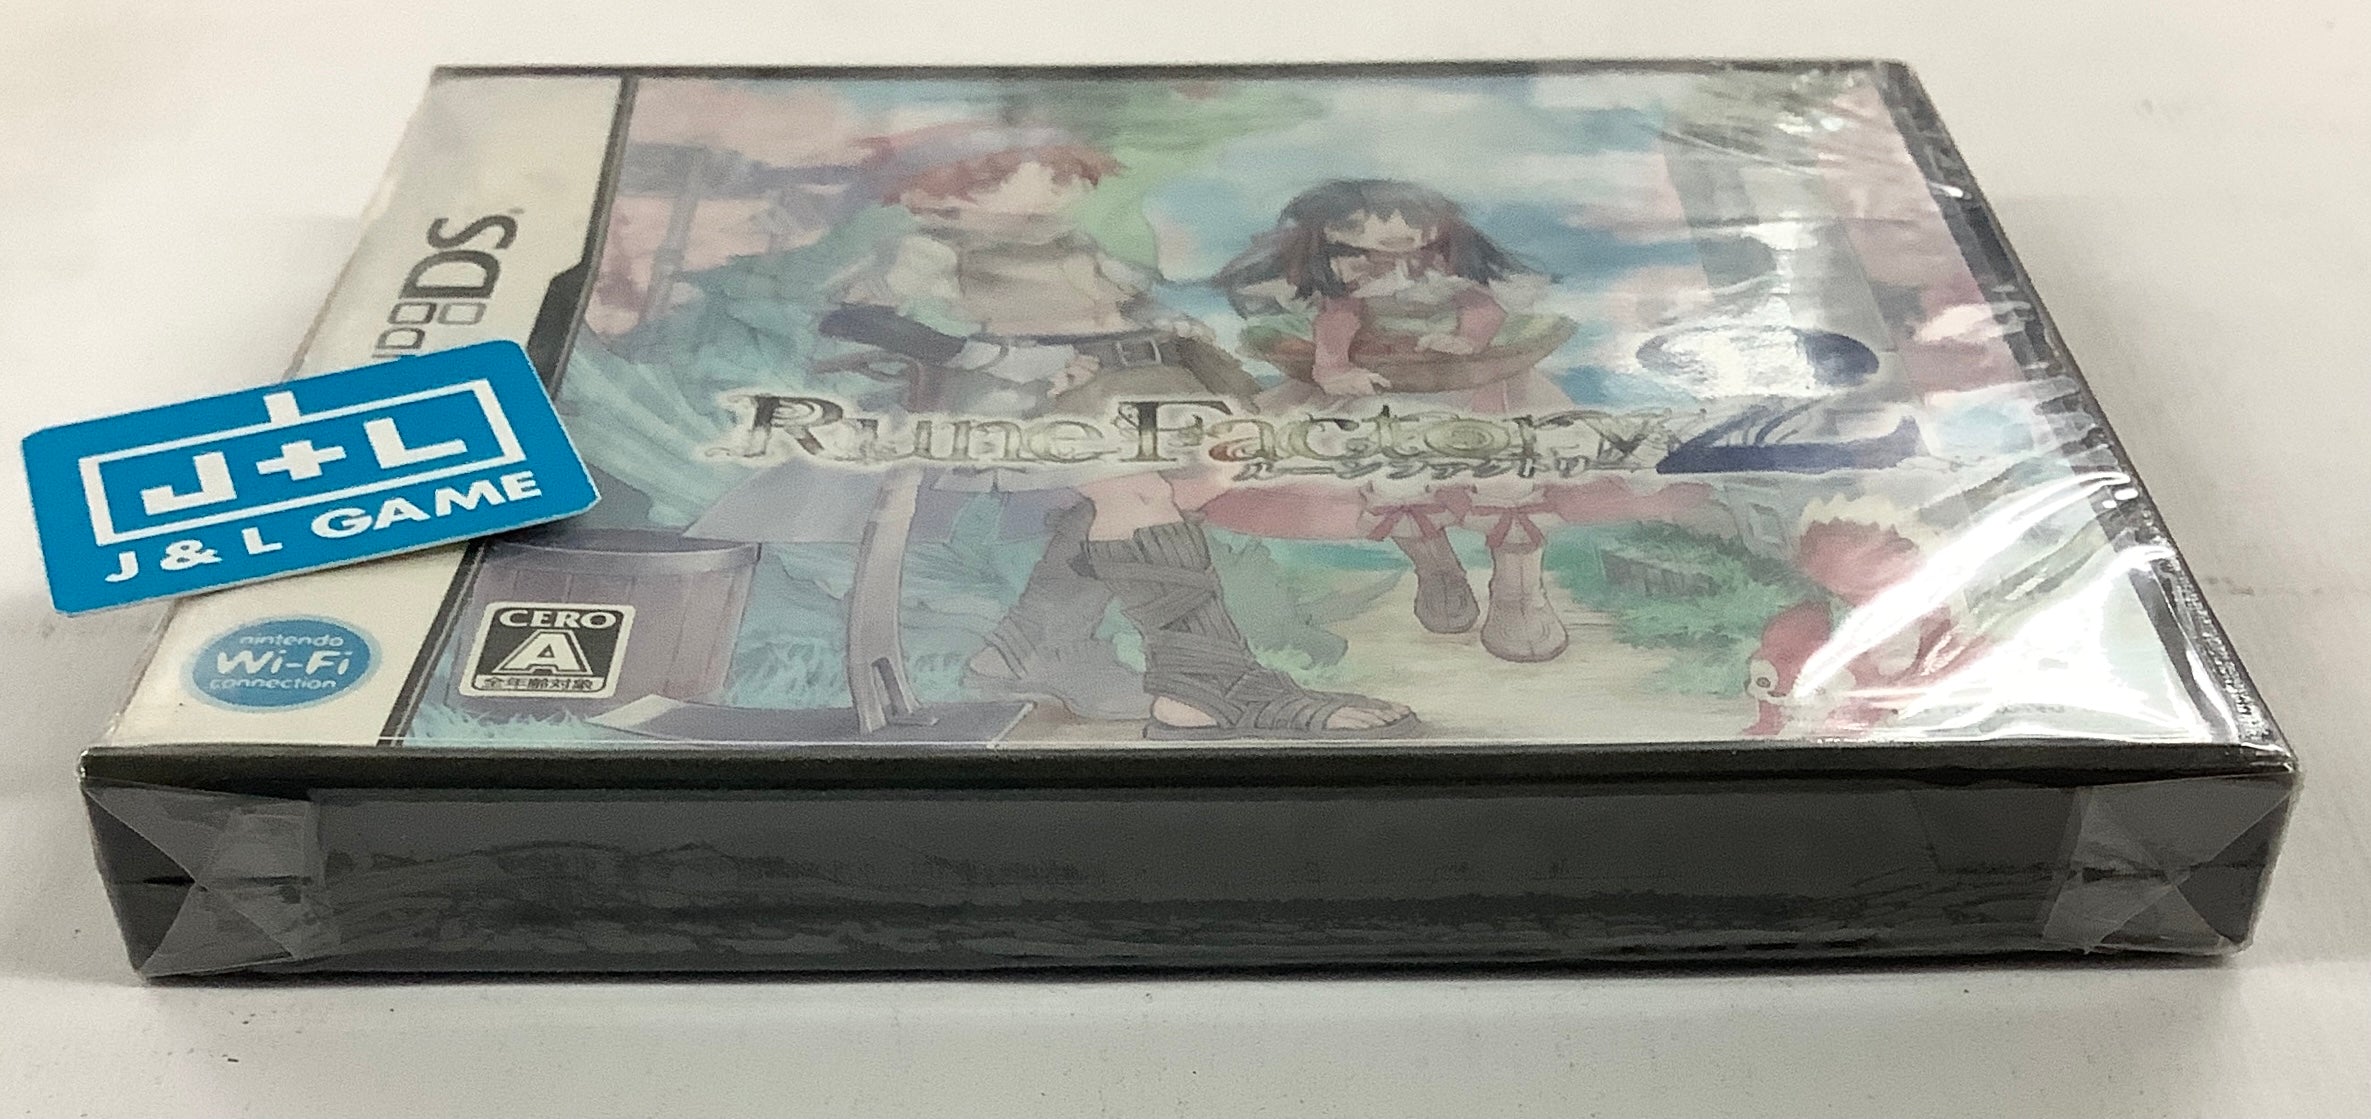 DS
J+L
J & L GAME
Rune Factory 2
ルーンファクトリー
CERO
A
全年齢対象
nintendo
Wi-Fi
connection